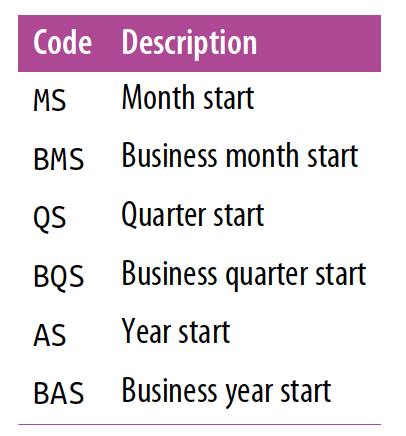 Code Description
MS Month start
BMS Business month start
QS Quarter start
BQS Business quarter start
AS Year start
BAS Business year start